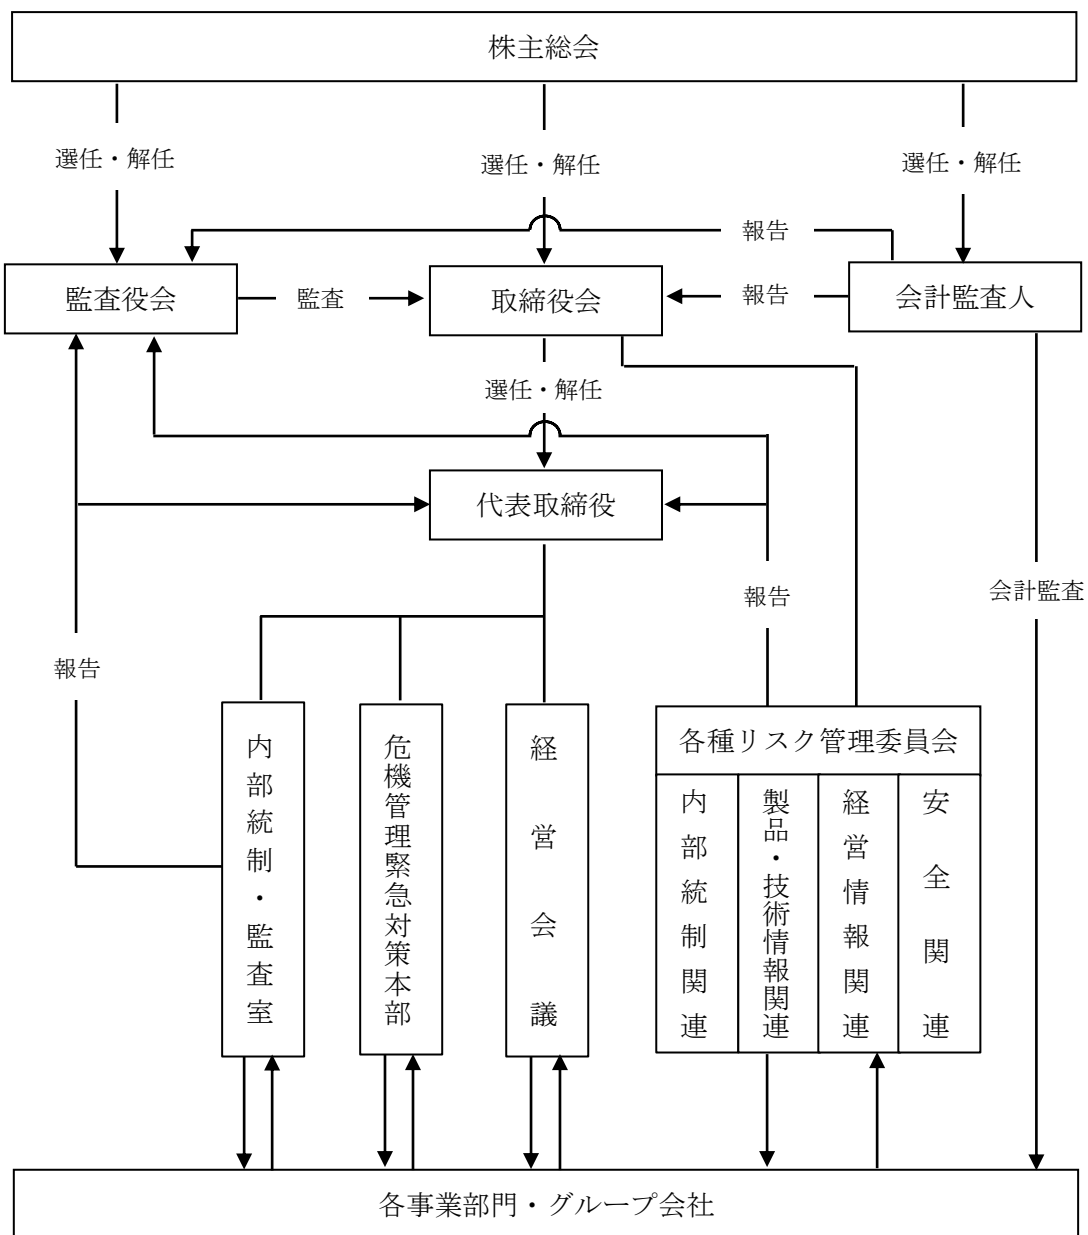 株主総会
選任・解任
選任・解任
選任・解任
報告
監査役会
監査
取締役会
報告
会計監査人
選任・解任
代表取締役
会計監査
報告
報告
内部統制・監査室
危機管理緊急対策本部
経営会議
各種リスク管理委員会
内部統制関連
製品・技術情報関連
経営情報関連
安全関連
各事業部門・グループ会社